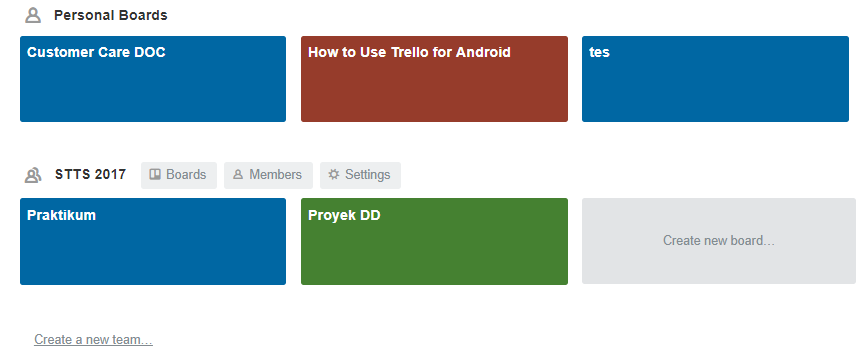 Personal Boards
Customer Care DOC
How to Use Trello for Android
tes
STTS 2017
Boards
Members
Settings
Praktikum
Proyek DD
Create new board...
Create a new team...